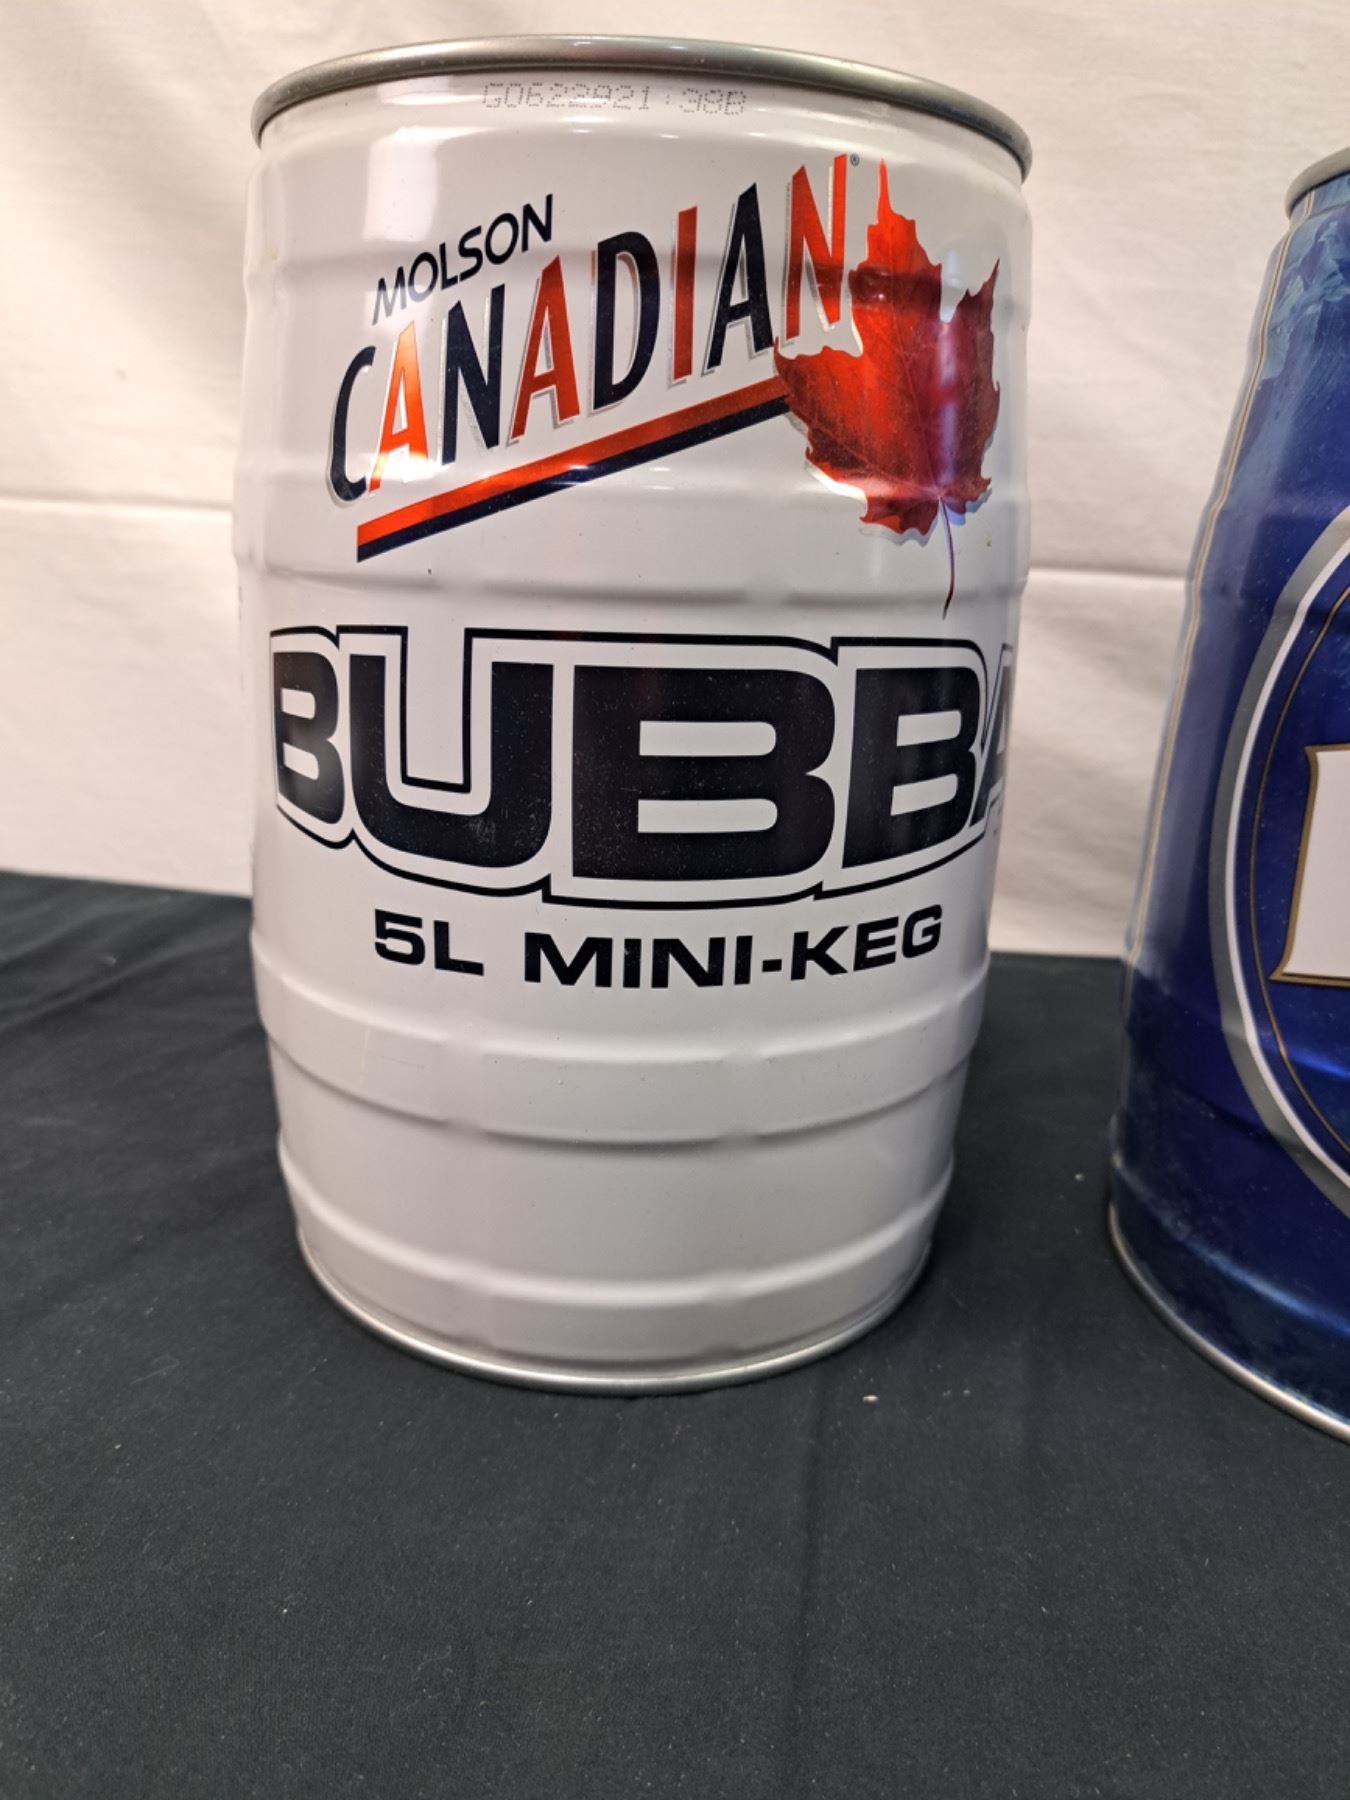 G0622921:38B
MOLSON
CANADIAN®
BUBBA
5L MINI-KEG